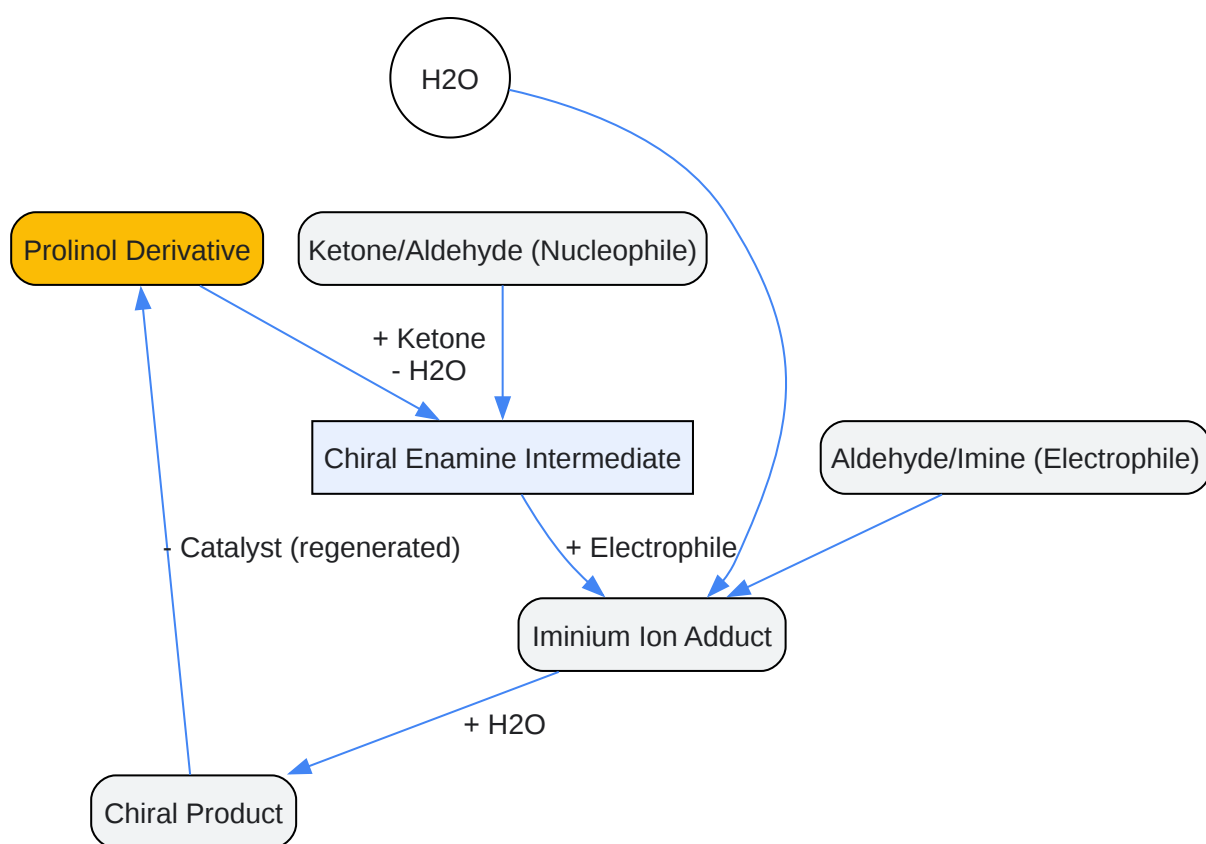 H2O
Prolinol Derivative
Ketone/Aldehyde (Nucleophile)
+ Ketone
- H2O
Chiral Enamine Intermediate
Aldehyde/Imine (Electrophile)
- Catalyst (regenerated)
+ Electrophile
Iminium Ion Adduct
+ H2O
Chiral Product